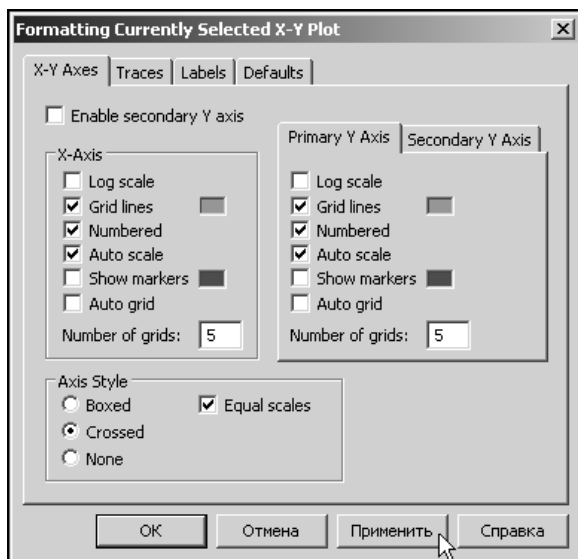 Formatting Currently Selected X-Y Plot
X-Y Axes Traces Labels Defaults
Enable secondary Y axis
X-Axis
Log scale
Grid lines
Numbered
Auto scale
Show markers
Auto grid
Number of grids: 5
Primary Y Axis Secondary Y Axis
Log scale
Grid lines
Numbered
Auto scale
Show markers
Auto grid
Number of grids: 5
Axis Style
Boxed
Crossed
None
Equal scales
OK Отмена Применить Справка